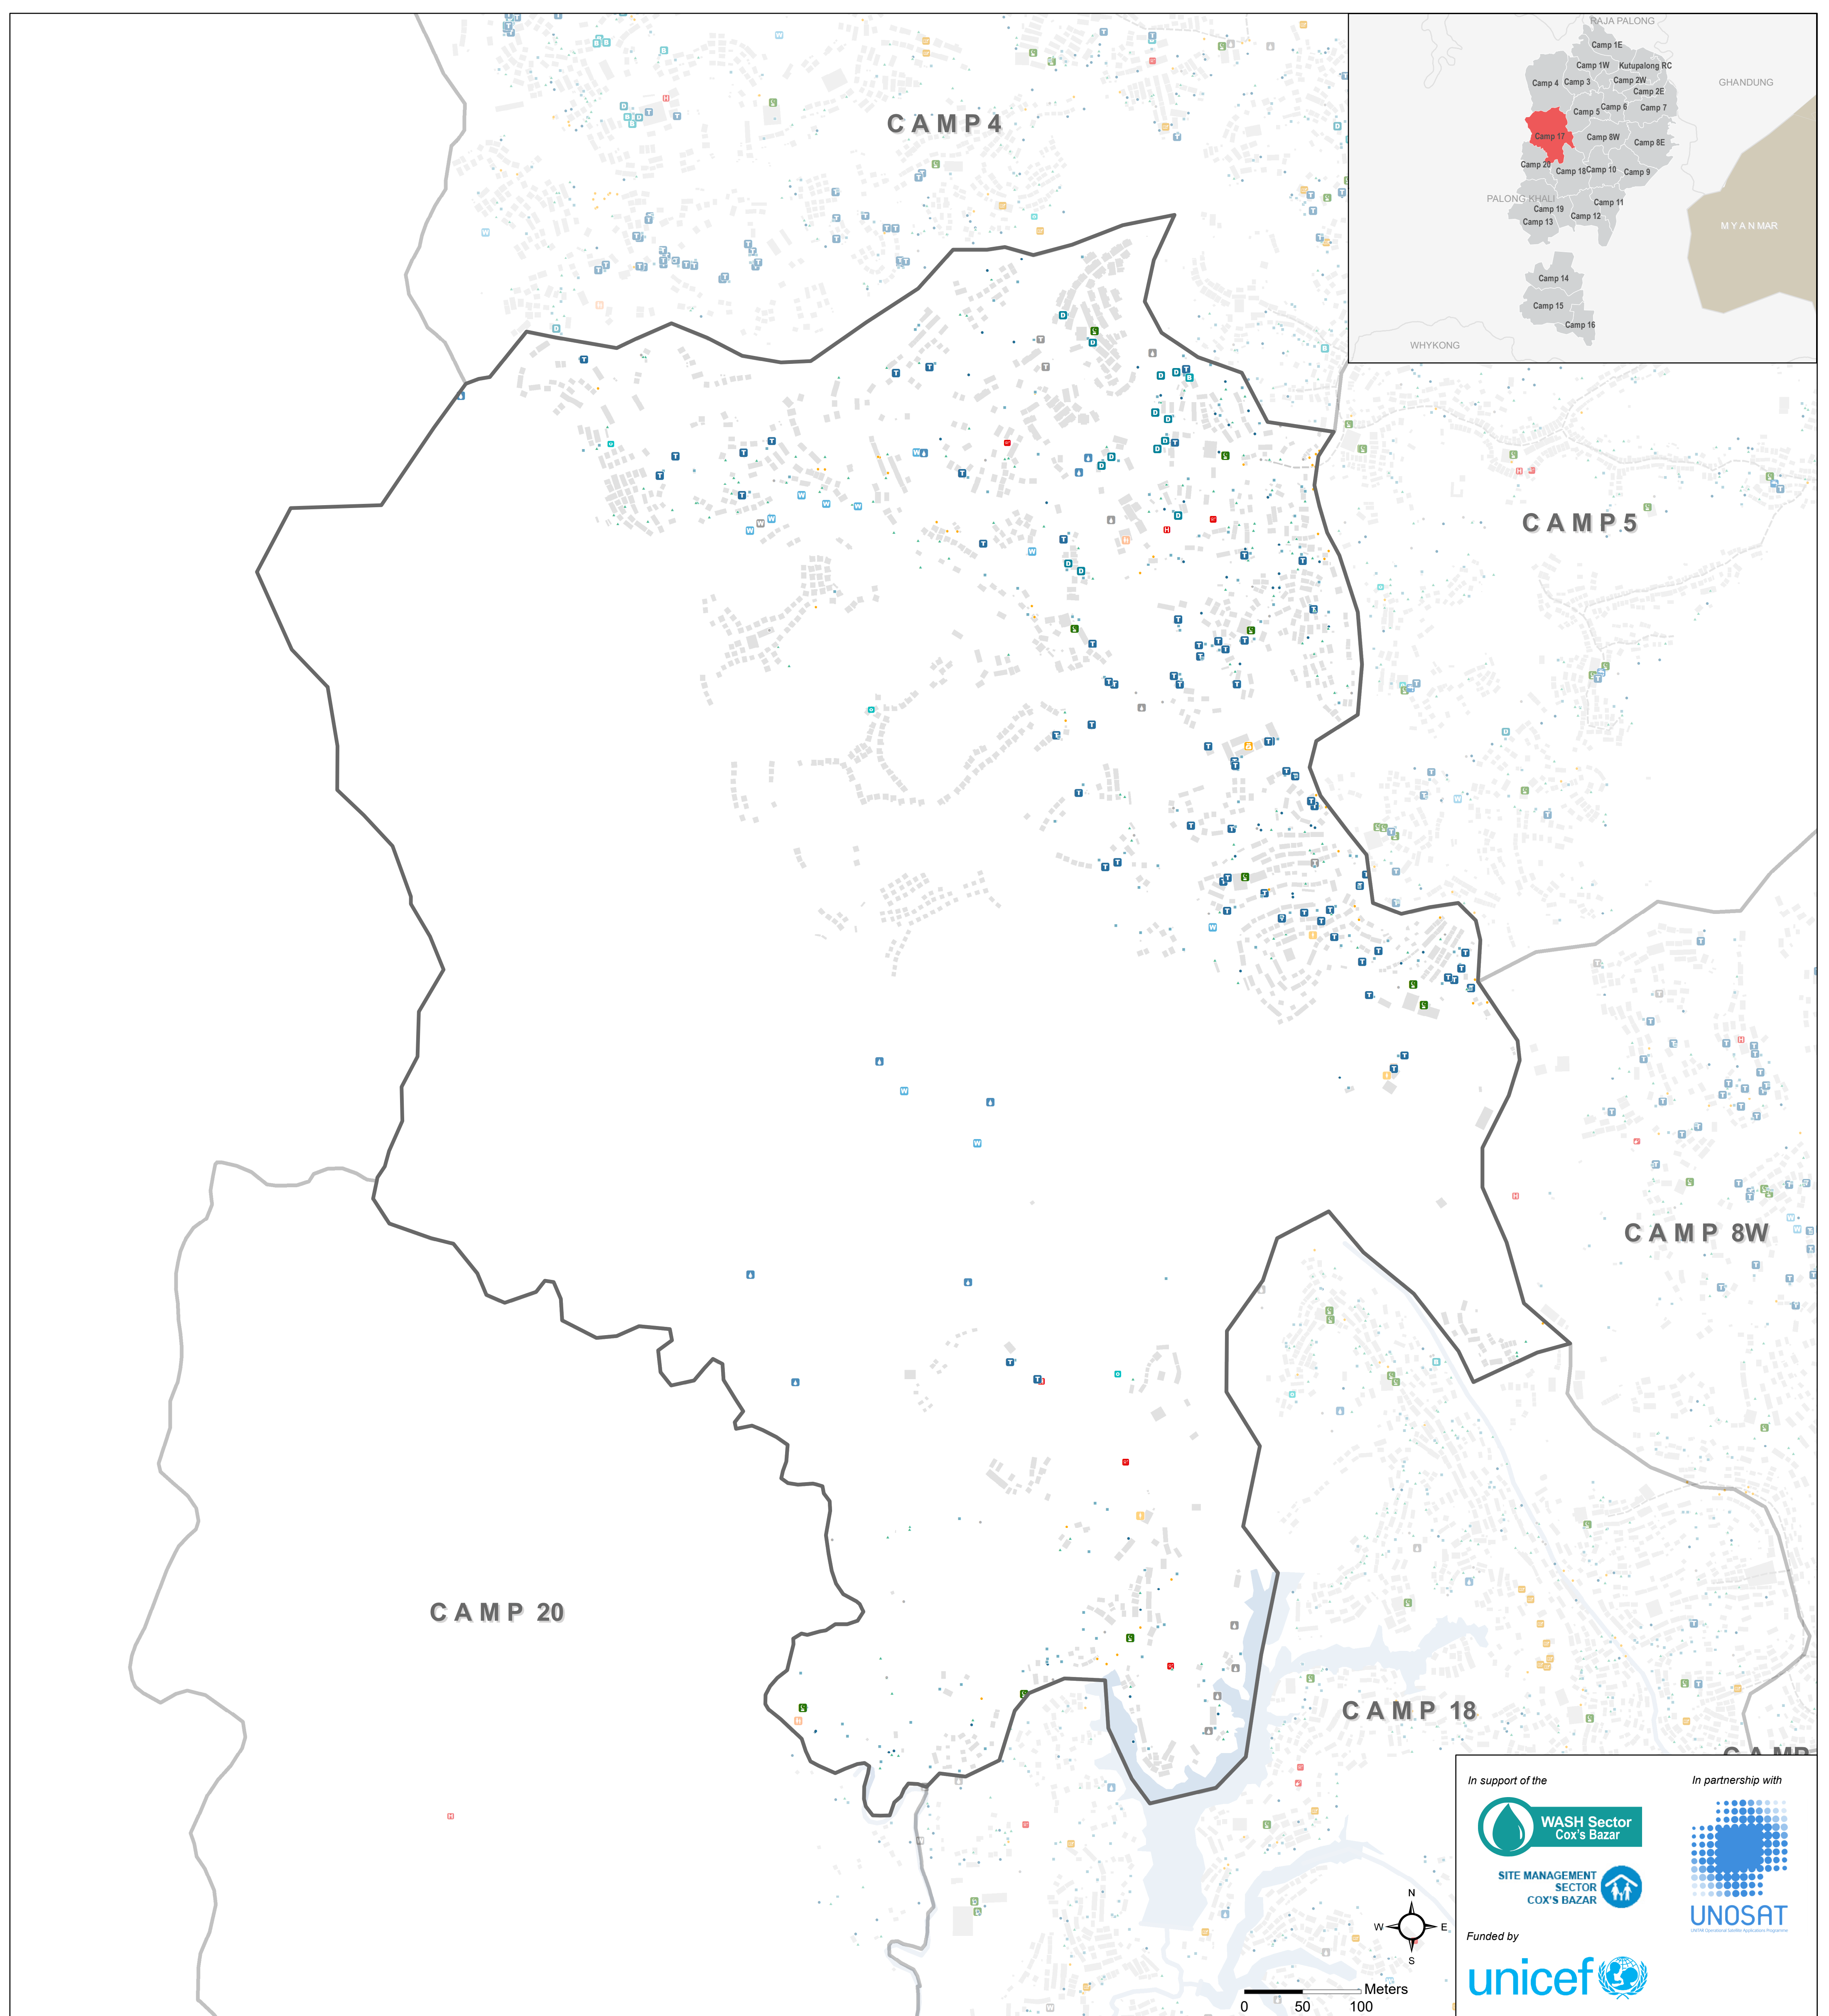 RAJA PALONG
Camp 1E
Camp 1W
Kutupalong RC
Camp 4
Camp 3
Camp 2W
GHANDUNG
Camp 2E
Camp 5
Camp 6
Camp 7
Camp 17
Camp 8W
Camp 8E
Camp 20
Camp 18
Camp 10
Camp 9
PALONG KHALI
Camp 11
Camp 19
Camp 12
Camp 13
MYANMAR
Camp 14
Camp 15
Camp 16
WHYKONG
CAMP 4
CAMP 5
CAMP 8W
CAMP 20
CAMP 18
CAMP
In support of the
In partnership with
WASH Sector
Cox's Bazar
SITE MANAGEMENT
SECTOR
COX'S BAZAR
UNOSAT
Funded by
unicef
N
W
E
S
Meters
0 50 100